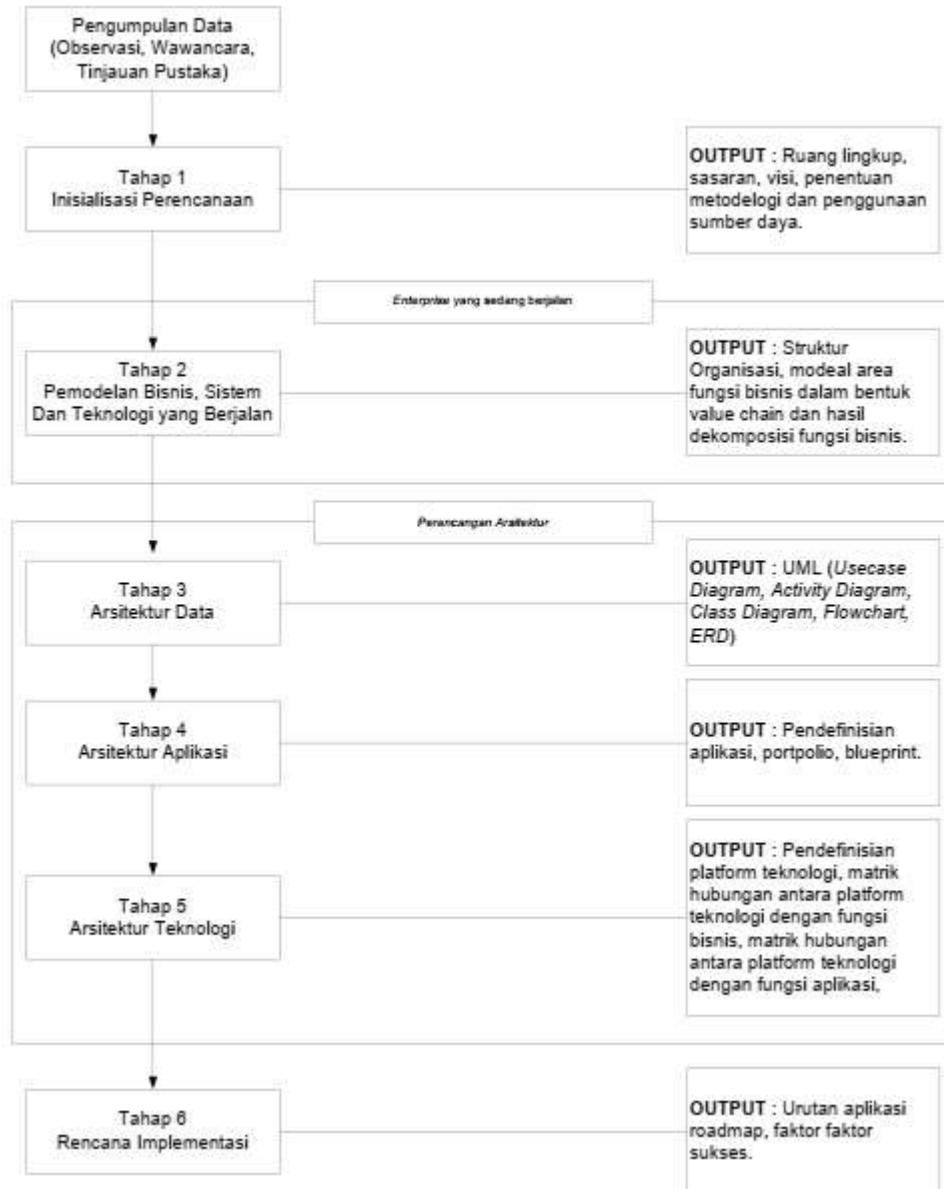 Pengumpulan Data
(Observasi, Wawancara,
Tinjauan Pustaka)
Tahap 1
Inisialisasi Perencanaan
OUTPUT : Ruang lingkup,
sasaran, visi, penentuan
metodelogi dan penggunaan
sumber daya.
Enterprise yang sedang berjalan
Tahap 2
Pemodelan Bisnis, Sistem
Dan Teknologi yang Berjalan
OUTPUT : Struktur
Organisasi, modeal area
fungsi bisnis dalam bentuk
value chain dan hasil
dekomposisi fungsi bisnis.
Perancangan Arsitektur
Tahap 3
Arsitektur Data
OUTPUT : UML (Usecase
Diagram, Activity Diagram,
Class Diagram, Flowchart,
ERD)
Tahap 4
Arsitektur Aplikasi
OUTPUT : Pendefinisian
aplikasi, portpolio, blueprint.
Tahap 5
Arsitektur Teknologi
OUTPUT : Pendefinisian
platform teknologi, matrik
hubungan antara platform
teknologi dengan fungsi
bisnis, matrik hubungan
antara platform teknologi
dengan fungsi aplikasi,
Tahap 6
Rencana Implementasi
OUTPUT : Urutan aplikasi
roadmap, faktor faktor
sukses.